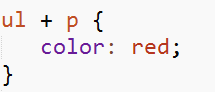 ul + p {
   color: red;
}